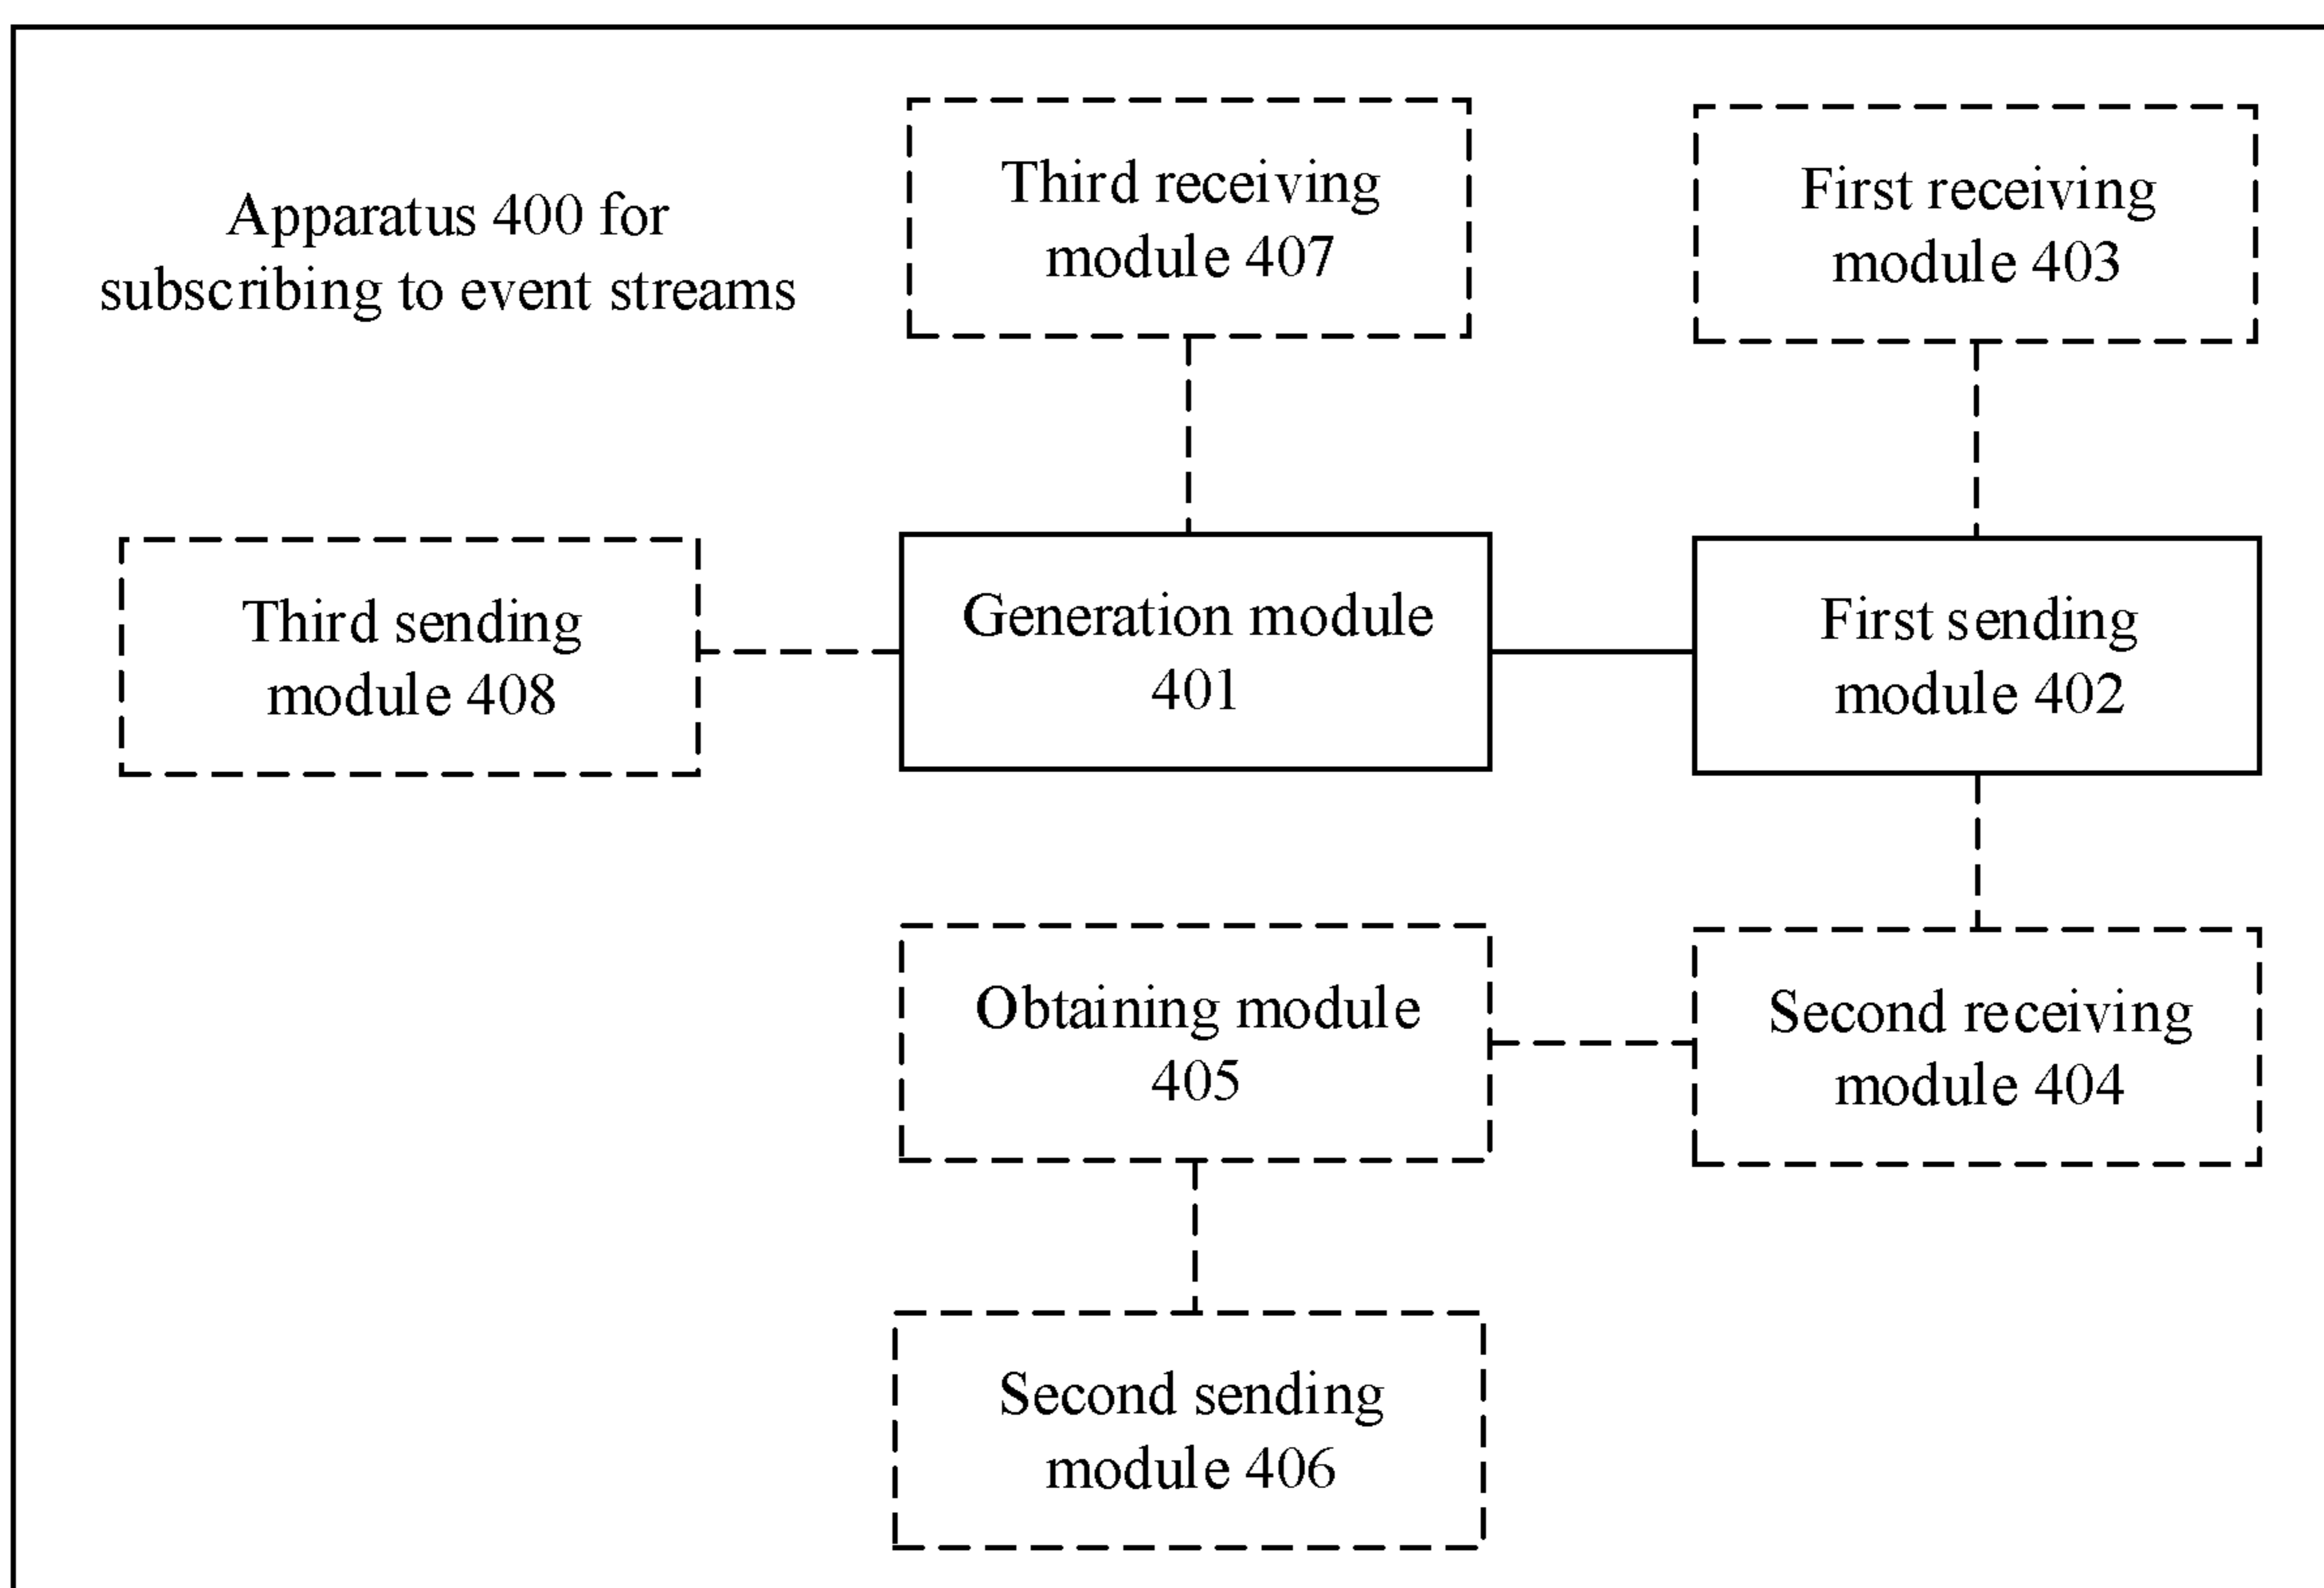 Apparatus 400 for
subscribing to event streams
Third receiving
module 407
First receiving
module 403
Third sending
module 408
Generation module
401
First sending
module 402
Obtaining module
405
Second receiving
module 404
Second sending
module 406